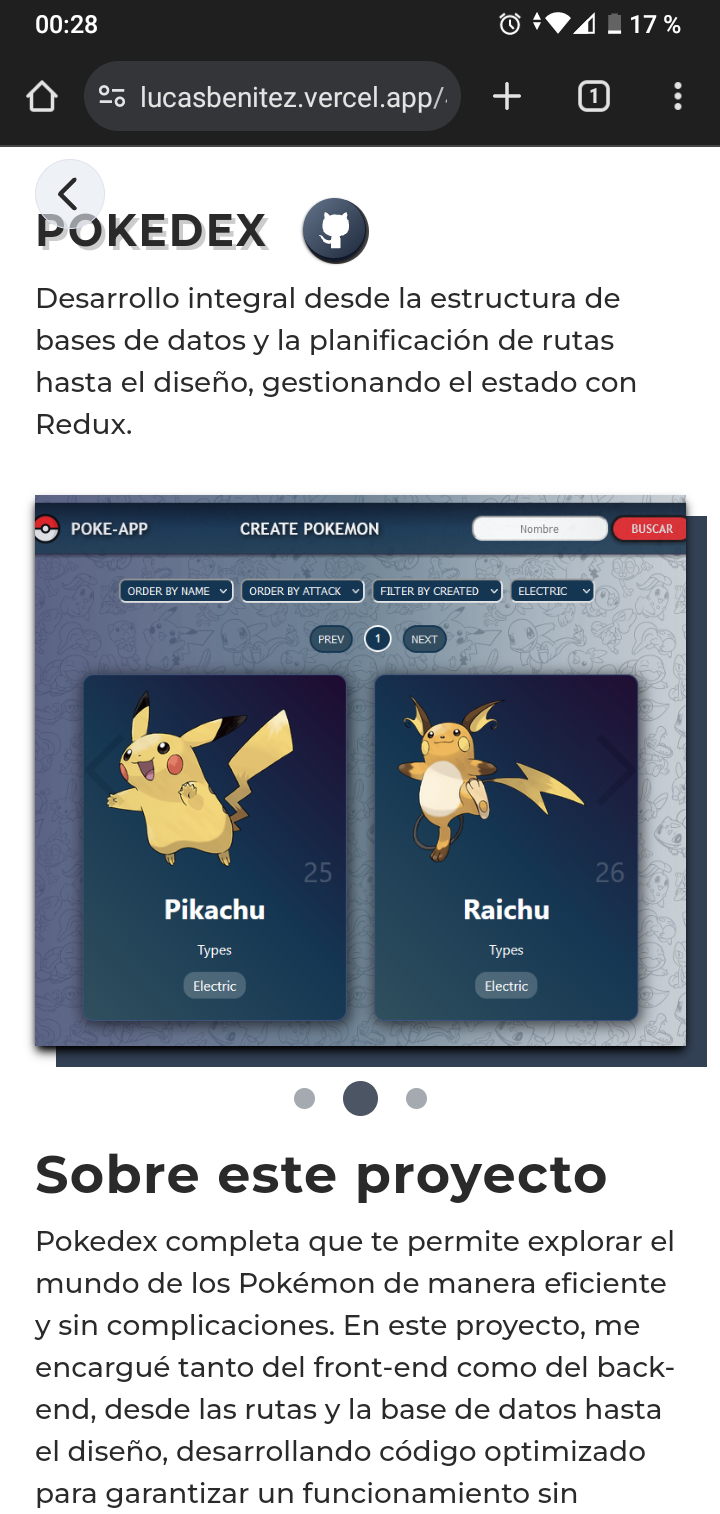 00:28
17 %
lucasbenitez.vercel.app/
1
POKEDEX
Desarrollo integral desde la estructura de
bases de datos y la planificación de rutas
hasta el diseño, gestionando el estado con
Redux.
POKE-APP
CREATE POKEMON
Nombre
BUSCAR
ORDER BY NAME
ORDER BY ATTACK
FILTER BY CREATED
ELECTRIC
PREV
1
NEXT
25
26
Pikachu
Raichu
Types
Types
Electric
Electric
Sobre este proyecto
Pokedex completa que te permite explorar el
mundo de los Pokémon de manera eficiente
y sin complicaciones. En este proyecto, me
encargué tanto del front-end como del back-
end, desde las rutas y la base de datos hasta
el diseño, desarrollando código optimizado
para garantizar un funcionamiento sin